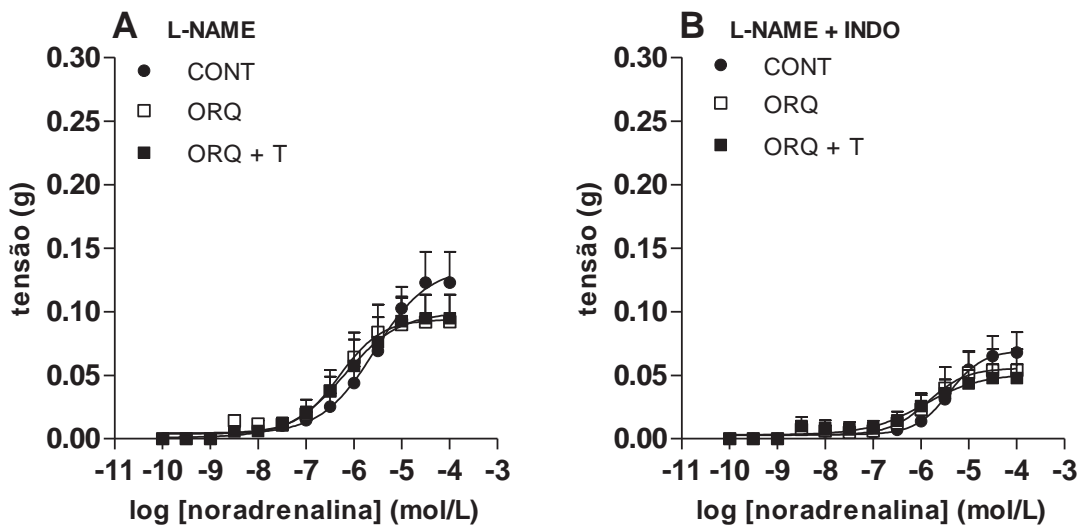 A L-NAME
0.30
0.25
0.20
0.15
0.10
0.05
0.00
tensão (g)
CONT
ORQ
ORQ + T
-11 -10 -9 -8 -7 -6 -5 -4 -3
log [noradrenalina] (mol/L)
B L-NAME + INDO
0.30
0.25
0.20
0.15
0.10
0.05
0.00
tensão (g)
CONT
ORQ
ORQ + T
-11 -10 -9 -8 -7 -6 -5 -4 -3
log [noradrenalina] (mol/L)